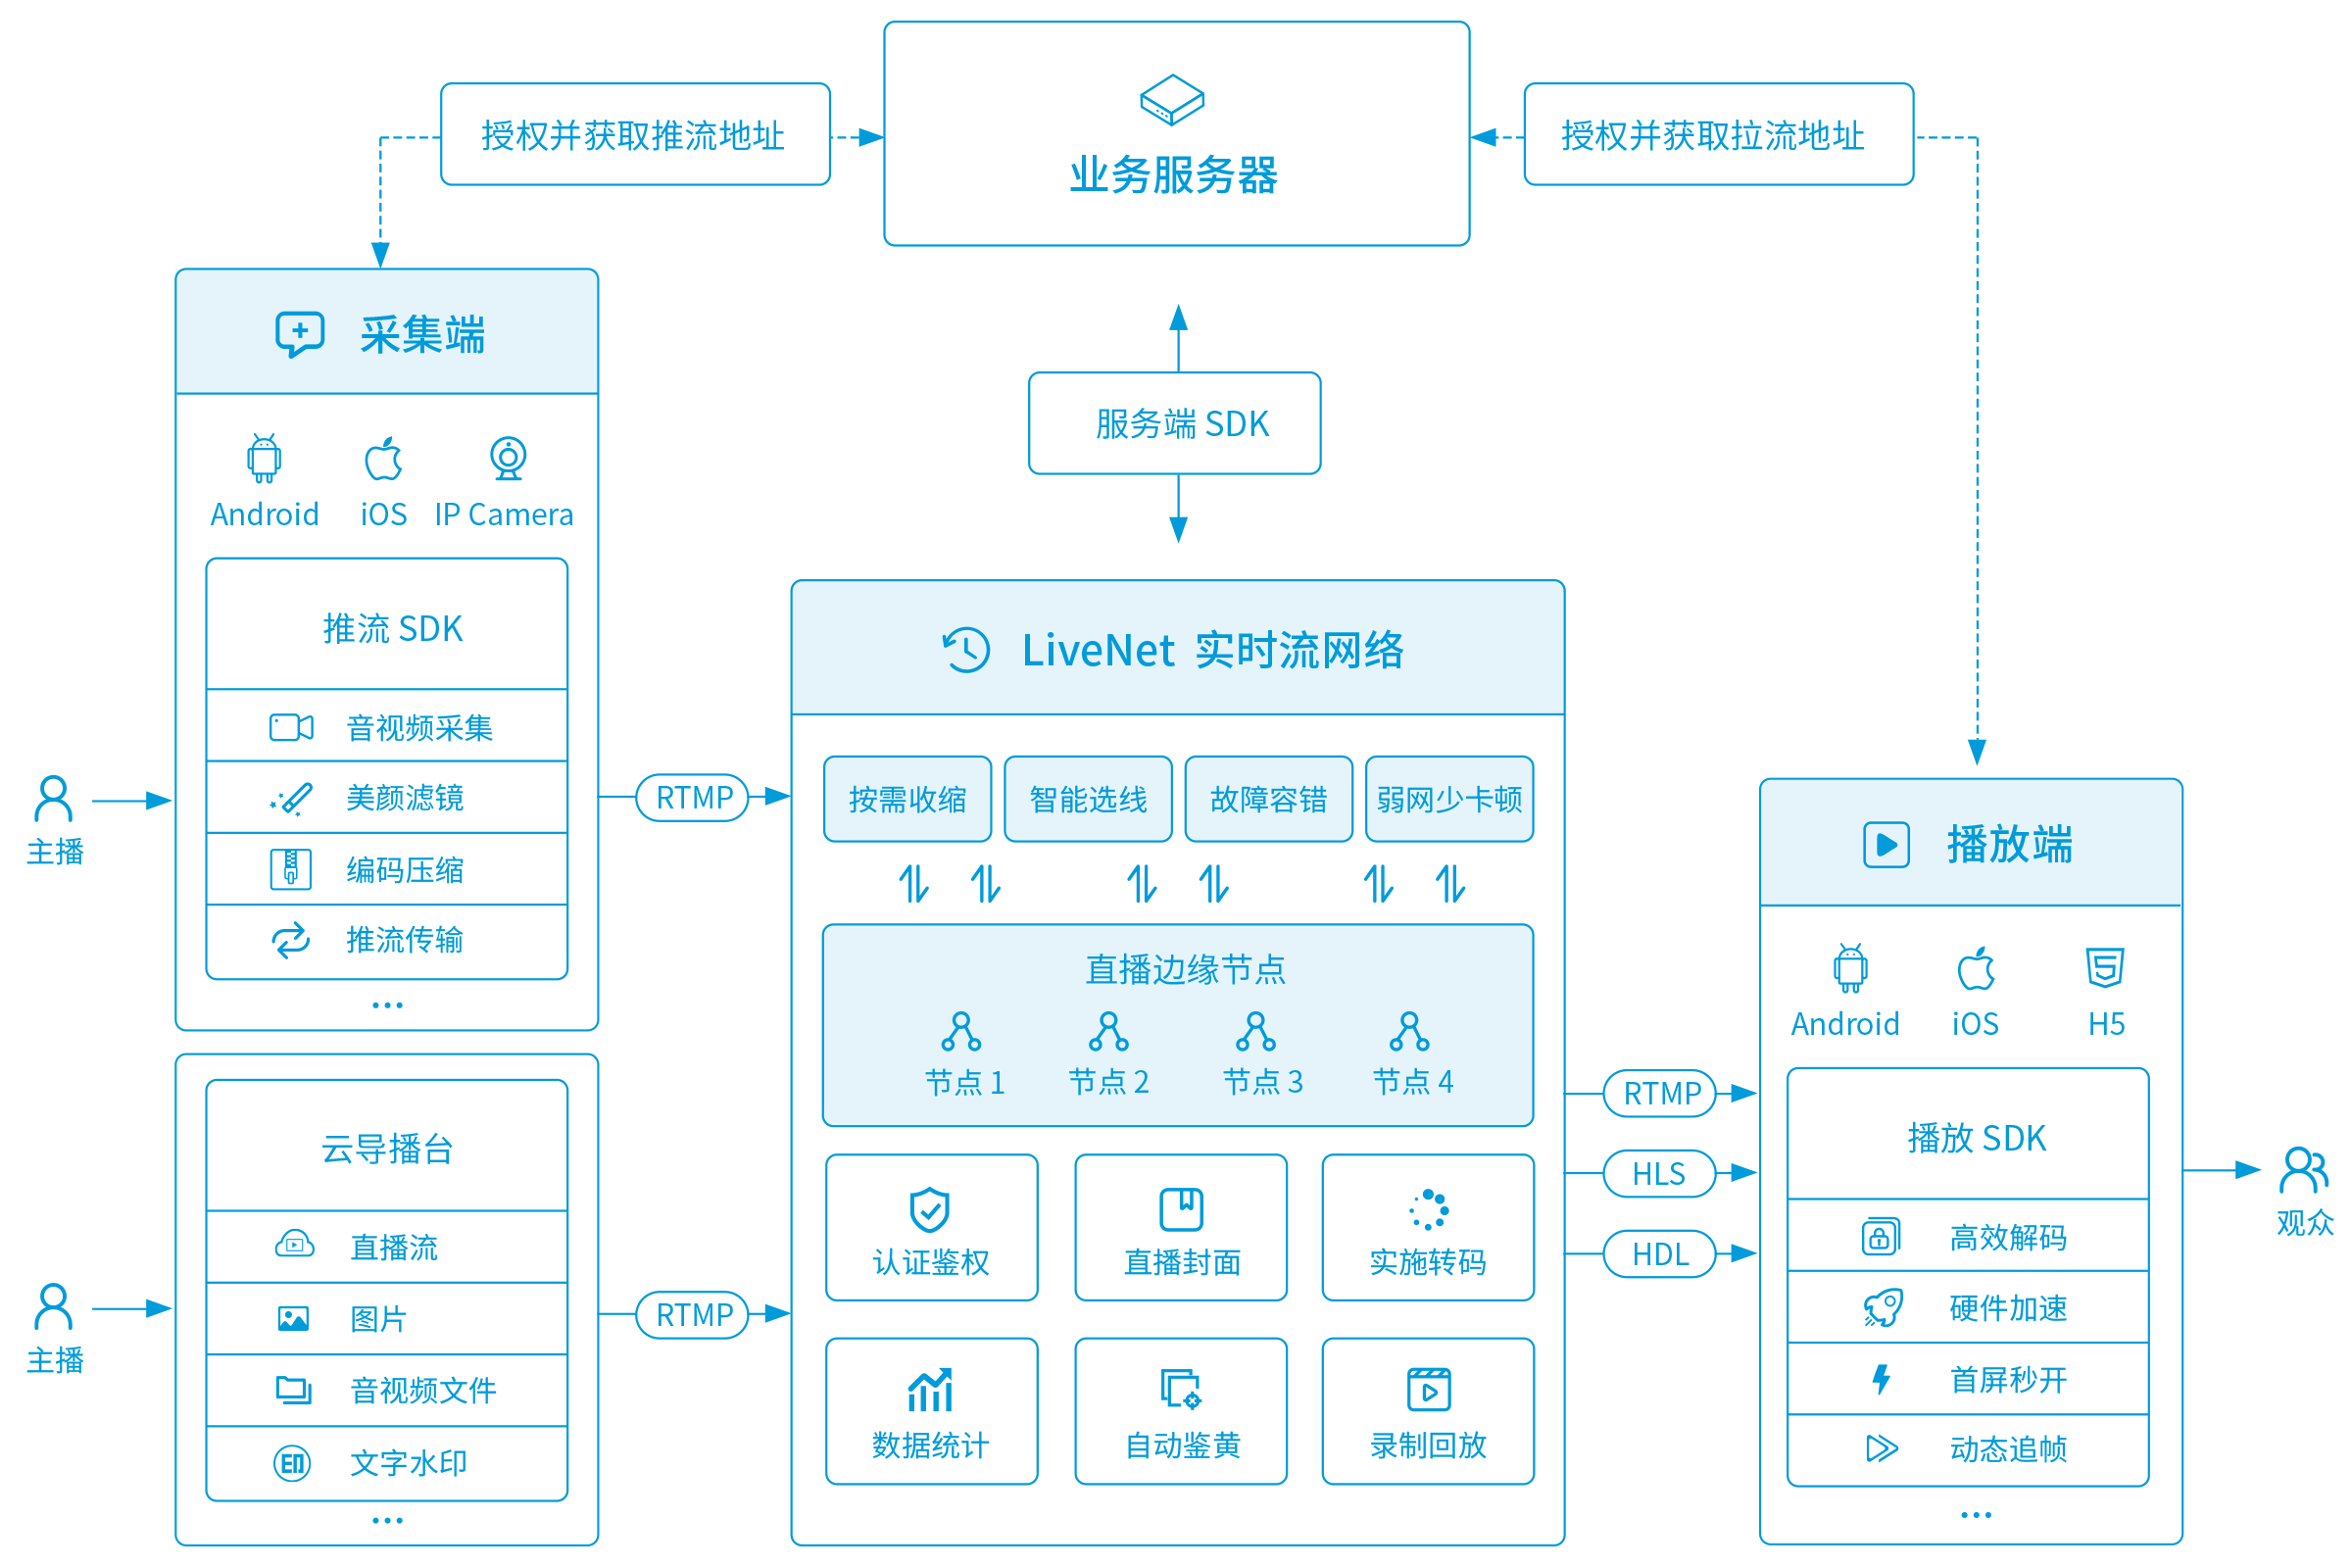 授权并获取推流地址
业务服务器
授权并获取拉流地址
采集端
Android
iOS
IP Camera
服务端 SDK
推流 SDK
音视频采集
美颜滤镜
编码压缩
推流传输
...
主播
RTMP
LiveNet 实时流网络
按需收缩
智能选线
故障容错
弱网少卡顿
直播边缘节点
节点 1
节点 2
节点 3
节点 4
云导播台
直播流
图片
音视频文件
文字水印
印
...
主播
RTMP
认证鉴权
直播封面
实施转码
数据统计
自动鉴黄
录制回放
RTMP
HLS
HDL
播放端
Android
iOS
H5
播放 SDK
高效解码
硬件加速
首屏秒开
动态追帧
...
观众